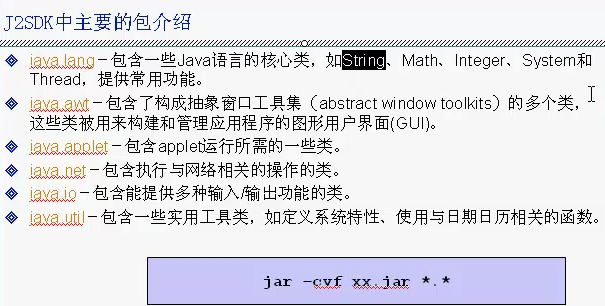 J2SDK中主要的包介绍
java.lang－包含一些Java语言的核心类，如String、Math、Integer、System和
Thread，提供常用功能。
java.awt－包含了构成抽象窗口工具集（abstract window toolkits）的多个类，
这些类被用来构建和管理应用程序的图形用户界面(GUI)。
java.applet－包含applet运行所需的一些类。
java.net－包含执行与网络相关的操作的类。
java.io－包含能提供多种输入/输出功能的类。
java.util－包含一些实用工具类，如定义系统特性、使用与日期日历相关的函数。
jar -cvf xx.jar *.*